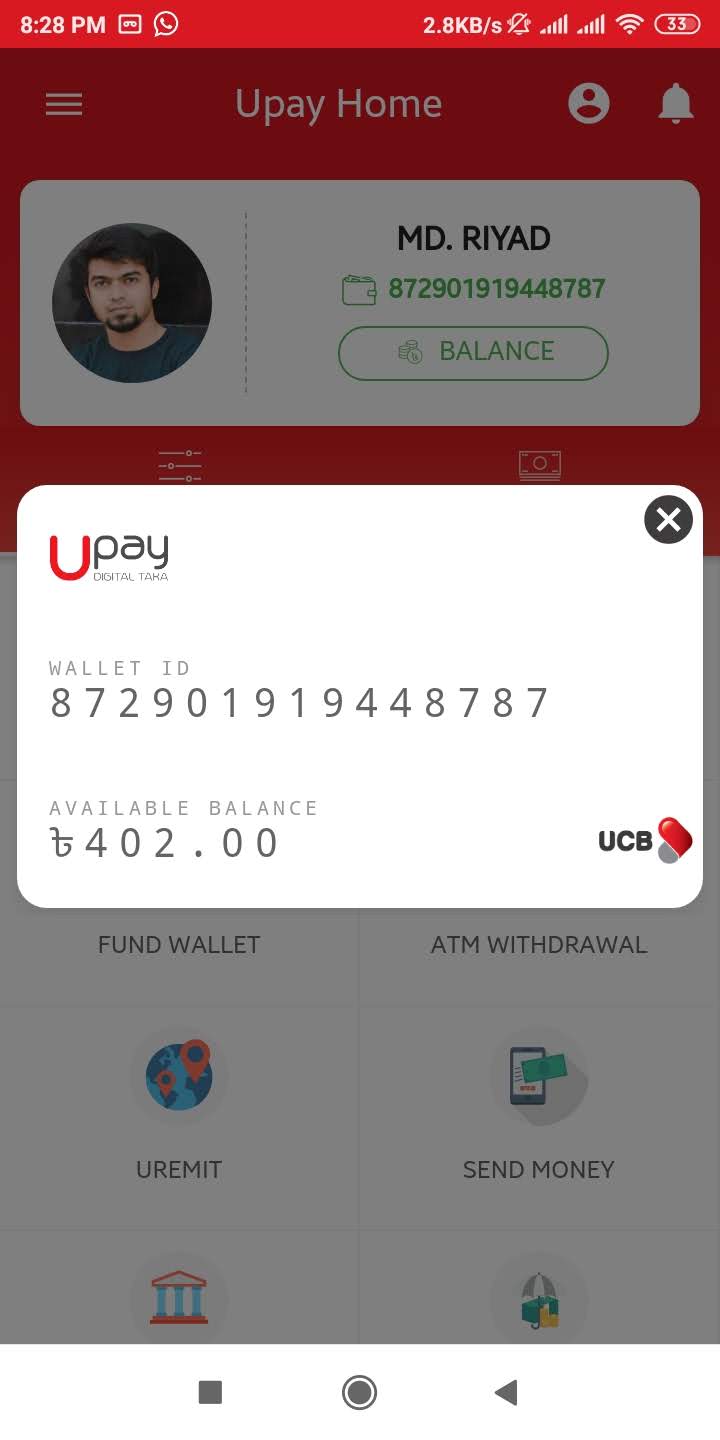 8:28 PM 2.8KB/s 33
Upay Home
MD. RIYAD
872901919448787
BALANCE
Upay
DIGITAL TAKA
WALLET ID
872901919448787
AVAILABLE BALANCE
৳402.00
UCB
FUND WALLET ATM WITHDRAWAL
UREMIT SEND MONEY